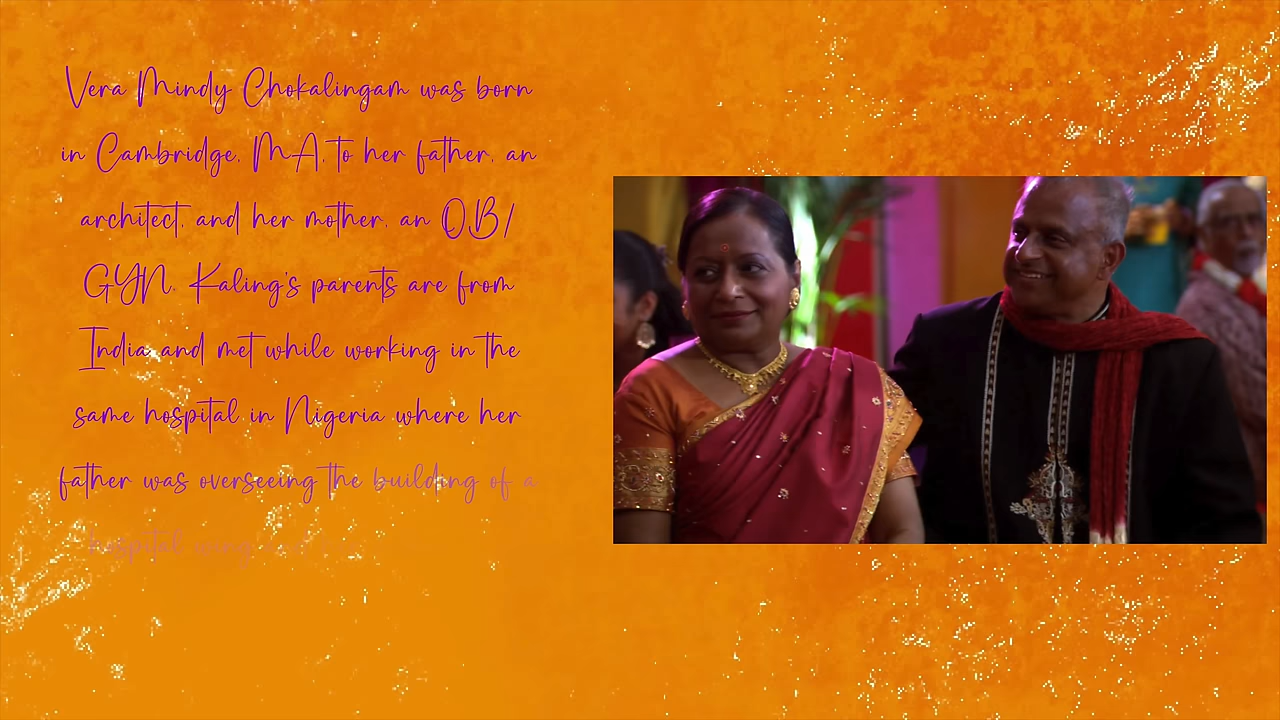 Vera Mindy Chokalingam was born
in Cambridge, MA, to her father, an
architect, and her mother, an OB/
GYN. Kaling's parents are from
India and met while working in the
same hospital in Nigeria where her
father was overseeing the building of a
hospital wing